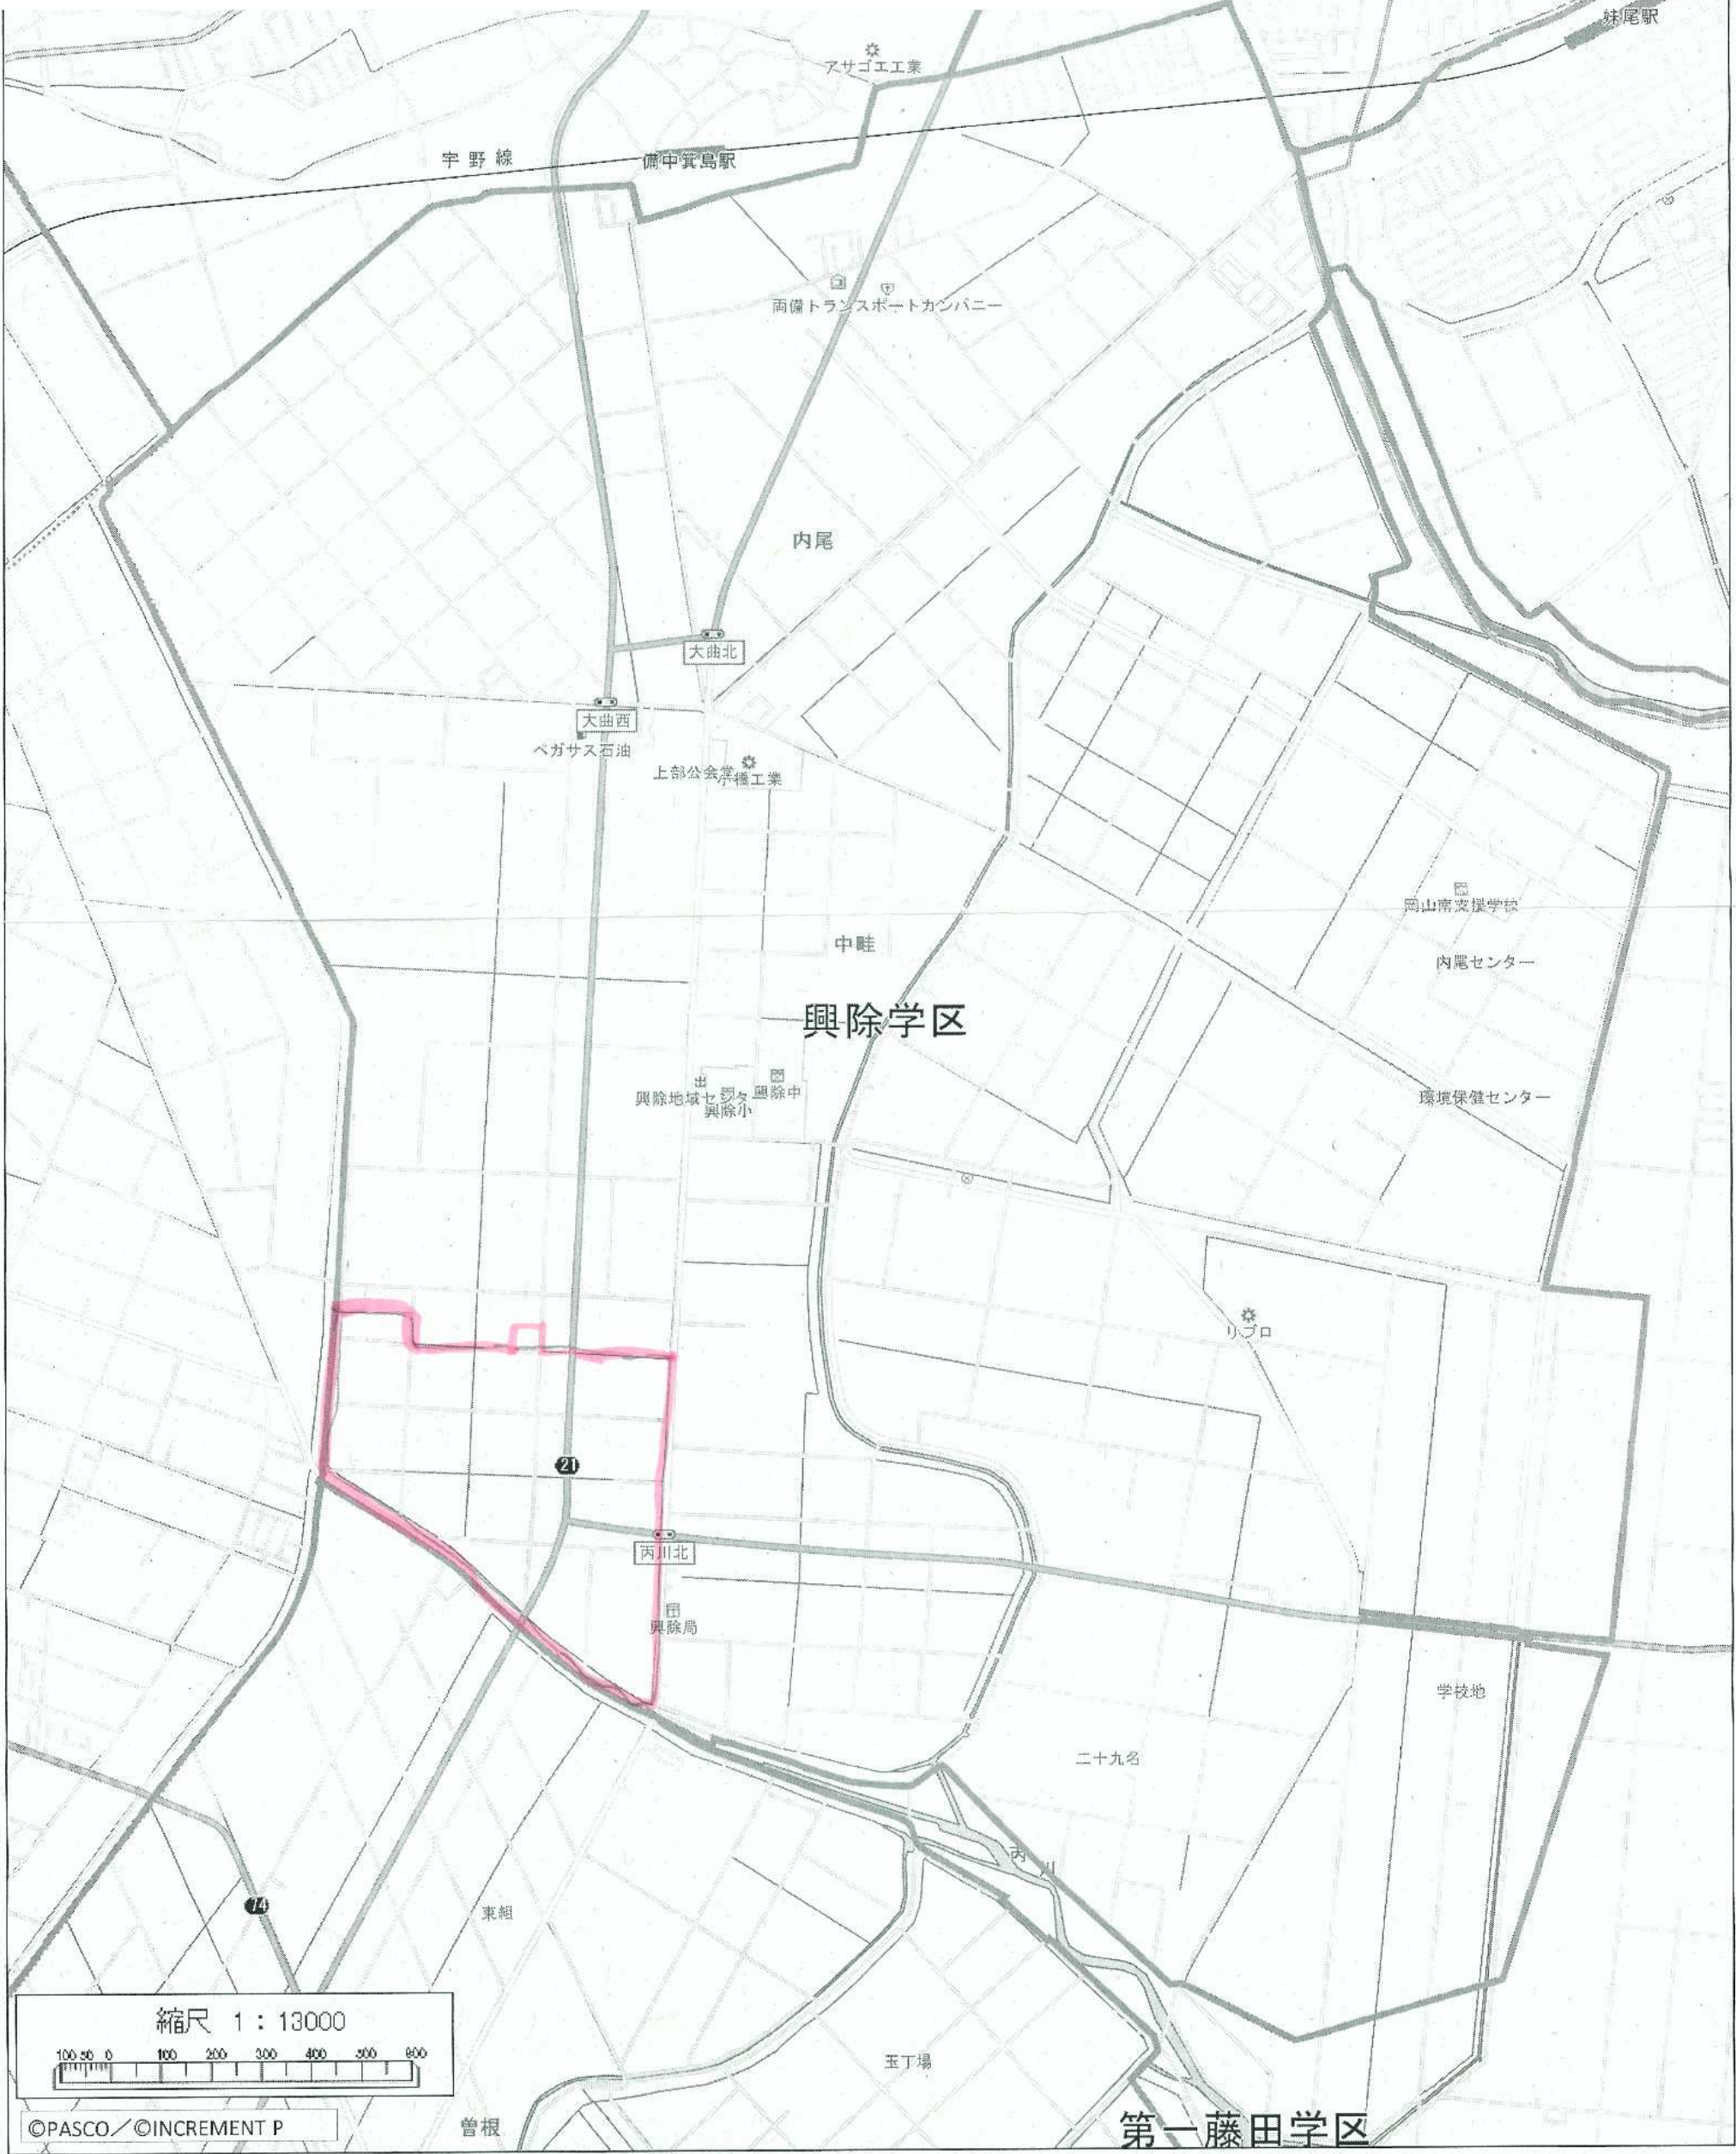 妹尾駅
アサゴエ工業
宇野線
備中箕島駅
両備トランスポートカンパニー
内尾
大曲北
大曲西
ペガサス石油
上部公会堂
小橋工業
岡山南支援学校
中畦
内尾センター
興除学区
興除地域センター
興除小
興除中
環境保健センター
リプロ
21
丙川北
興除局
学校地
二十九名
丙川
74
東組
縮尺 1:13000
100 50 0 100 200 300 400 500 600
玉丁場
©PASCO/©INCREMENT P
曽根
第一藤田学区